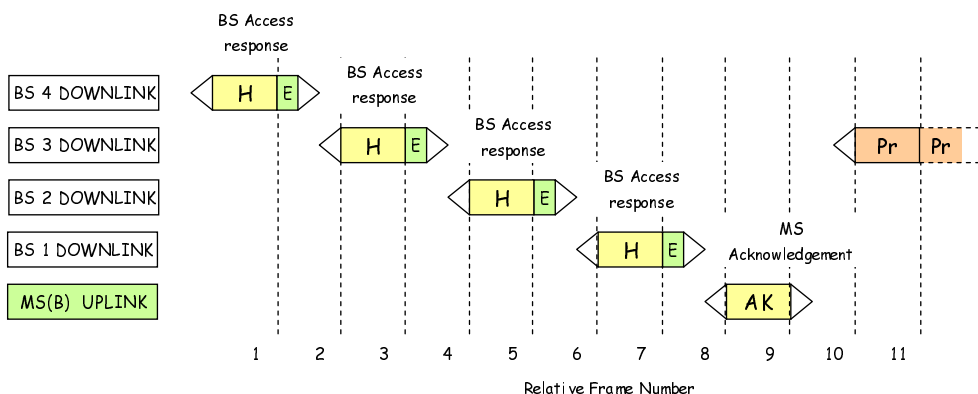 BS Access
response
BS Access
response
BS 4 DOWNLINK
H E
BS Access
response
BS 3 DOWNLINK
H E
Pr Pr
BS Access
response
BS 2 DOWNLINK
H E
MS
Acknowledgement
BS 1 DOWNLINK
H E
MS(B) UPLINK
AK
1 2 3 4 5 6 7 8 9 10 11
Relative Frame Number